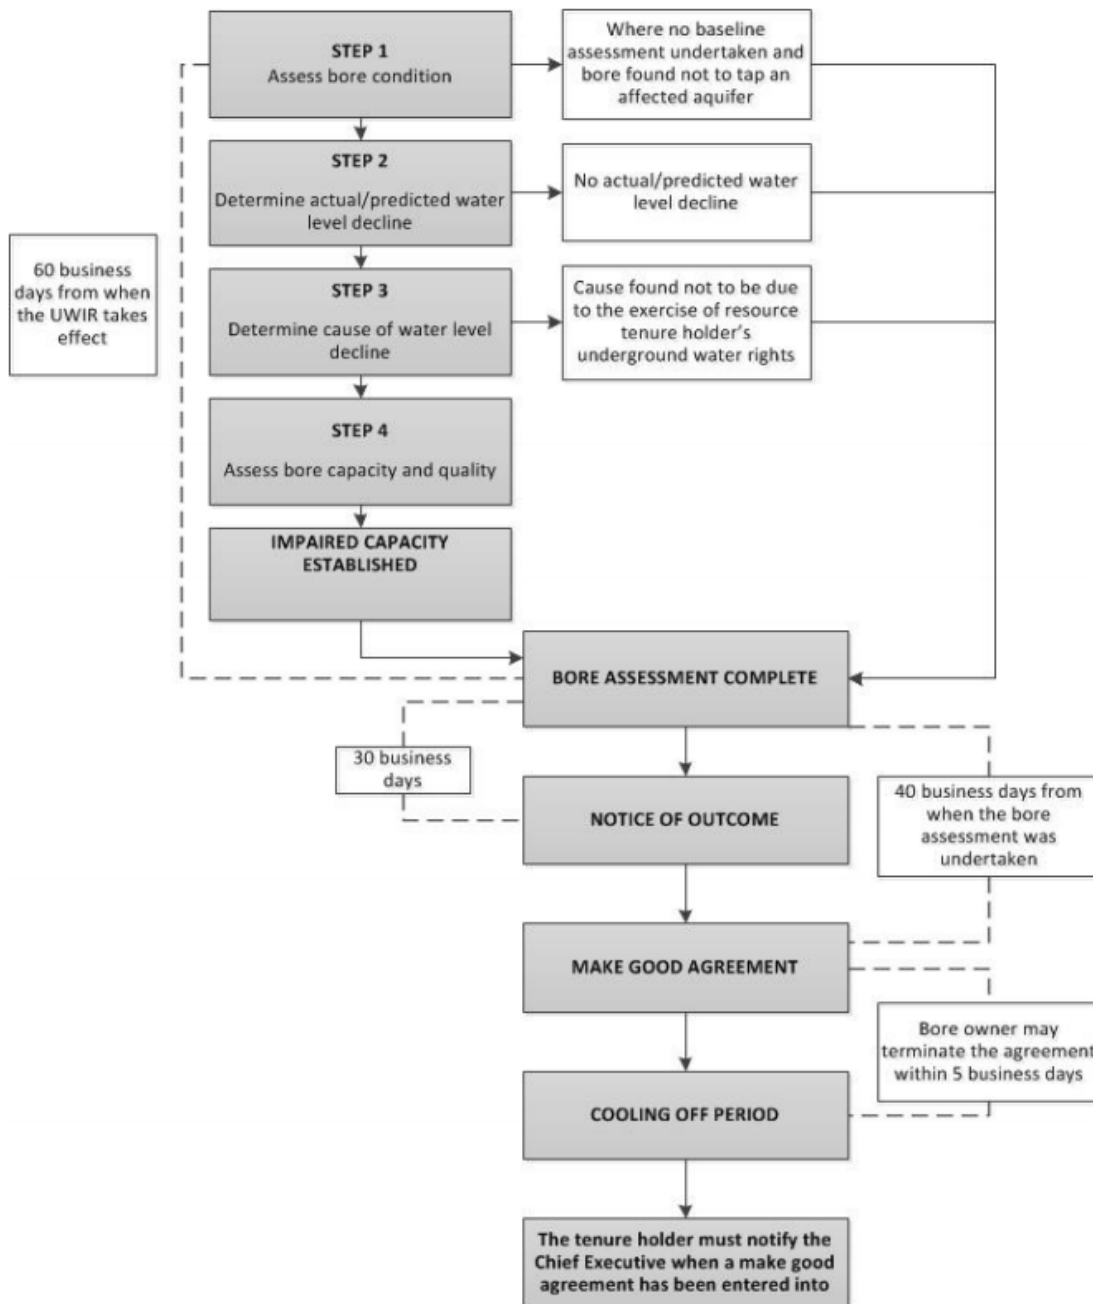 STEP 1
Assess bore condition
Where no baseline
assessment undertaken and
bore found not to tap an
affected aquifer
STEP 2
Determine actual/predicted water
level decline
No actual/predicted water
level decline
60 business
days from when
the UWIR takes
effect
STEP 3
Determine cause of water level
decline
Cause found not to be due
to the exercise of resource
tenure holder's
underground water rights
STEP 4
Assess bore capacity and quality
IMPAIRED CAPACITY
ESTABLISHED
BORE ASSESSMENT COMPLETE
30 business
days
NOTICE OF OUTCOME
40 business days from
when the bore
assessment was
undertaken
MAKE GOOD AGREEMENT
Bore owner may
terminate the agreement
within 5 business days
COOLING OFF PERIOD
The tenure holder must notify the
Chief Executive when a make good
agreement has been entered into